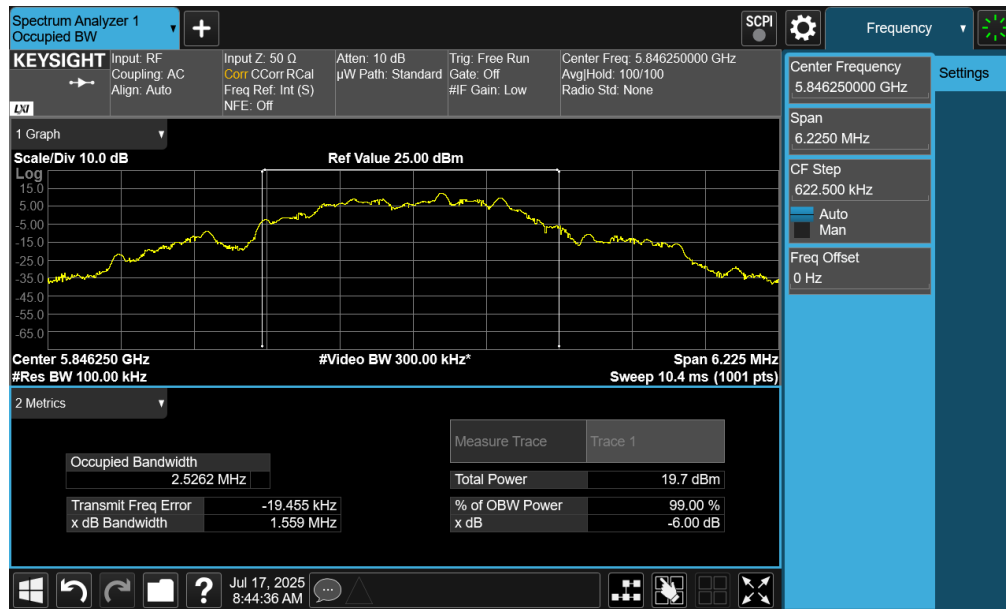 Spectrum Analyzer 1
Occupied BW
+
SCPI
Frequency
KEYSIGHT
LXI
Input: RF
Coupling: AC
Align: Auto
Input Z: 50 Ω
Corr CCorr RCal
Freq Ref: Int (S)
NFE: Off
Atten: 10 dB
µW Path: Standard
Trig: Free Run
Gate: Off
#IF Gain: Low
Center Freq: 5.846250000 GHz
Avg|Hold: 100/100
Radio Std: None
Center Frequency
5.846250000 GHz
Settings
Span
6.2250 MHz
CF Step
622.500 kHz
Auto
Man
Freq Offset
0 Hz
1 Graph
Scale/Div 10.0 dB
Ref Value 25.00 dBm
Log
15.0
5.00
-5.00
-15.0
-25.0
-35.0
-45.0
-55.0
-65.0
Center 5.846250 GHz
#Video BW 300.00 kHz*
Span 6.225 MHz
#Res BW 100.00 kHz
Sweep 10.4 ms (1001 pts)
2 Metrics
Measure Trace
Trace 1
Occupied Bandwidth
2.5262 MHz
Total Power
19.7 dBm
Transmit Freq Error
-19.455 kHz
% of OBW Power
99.00 %
x dB Bandwidth
1.559 MHz
x dB
-6.00 dB
?
Jul 17, 2025
8:44:36 AM